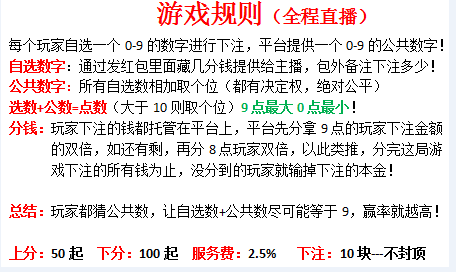 游戏规则（全程直播）
每个玩家自选一个 0-9 的数字进行下注，平台提供一个 0-9 的公共数字！
自选数字：通过发红包里面藏几分钱提供给主播，包外备注下注多少！
公共数字：所有自选数相加取个位（都有决定权，绝对公平）
选数+公数=点数（大于 10 则取个位）9 点最大 0 点最小！
分钱：玩家下注的钱都托管在平台上，平台先分拿 9 点的玩家下注金额
的双倍，如还有剩，再分 8 点玩家双倍，以此类推，分完这局游
戏下注的所有钱为止，没分到的玩家就输掉下注的本金！
总结：玩家都猜公共数，让自选数+公共数尽可能等于 9，赢率就越高！
上分：50 起 下分：100 起 服务费：2.5% 下注：10 块---不封顶